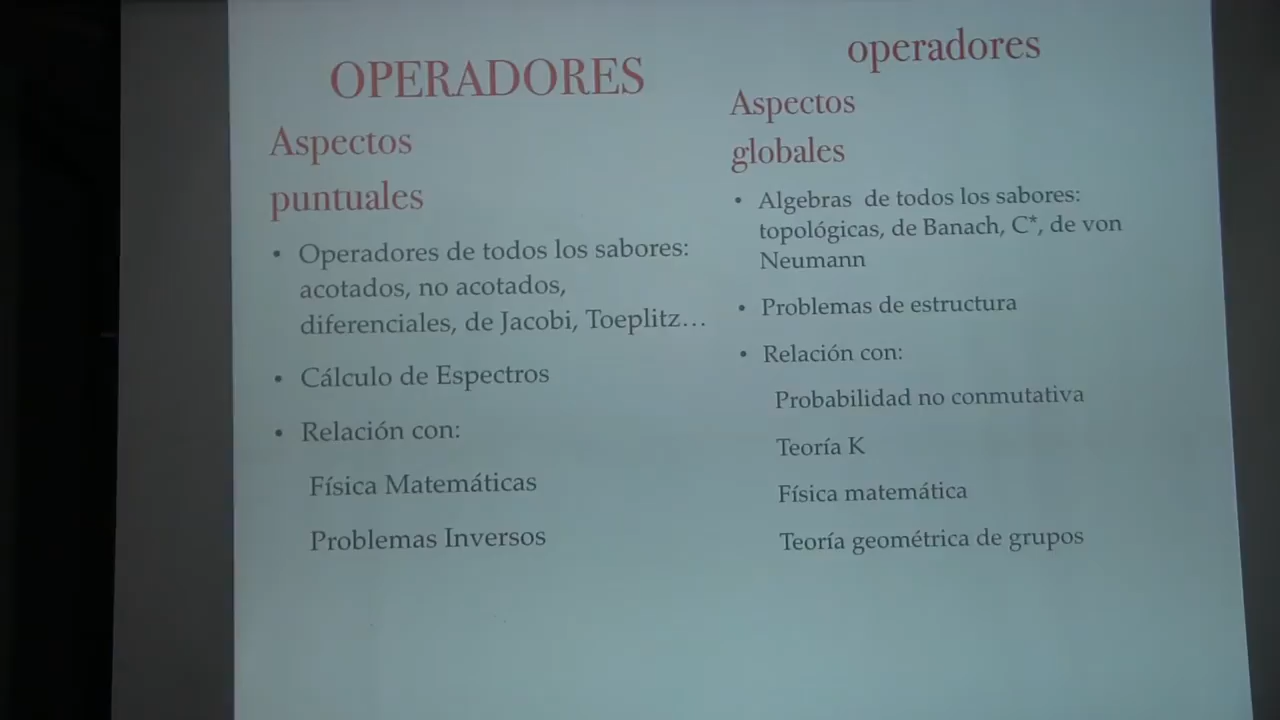 OPERADORES
Aspectos
puntuales
• Operadores de todos los sabores:
acotados, no acotados,
diferenciales, de Jacobi, Toeplitz…
• Cálculo de Espectros
• Relación con:
Física Matemáticas
Problemas Inversos
operadores
Aspectos
globales
• Algebras de todos los sabores:
topológicas, de Banach, C*, de von
Neumann
• Problemas de estructura
• Relación con:
Probabilidad no conmutativa
Teoría K
Física matemática
Teoría geométrica de grupos